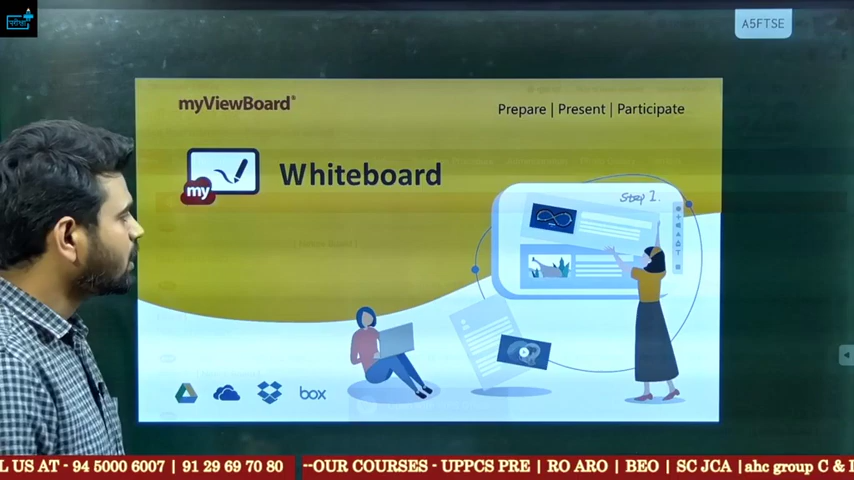 परीक्षा
A5FTSE
myViewBoard®
Prepare | Present | Participate
my
Whiteboard
Step 1.
box
L US AT - 94 5000 6007 | 91 29 69 70 80
--OUR COURSES - UPPCS PRE | RO ARO | BEO | SC JCA |ahc group C &